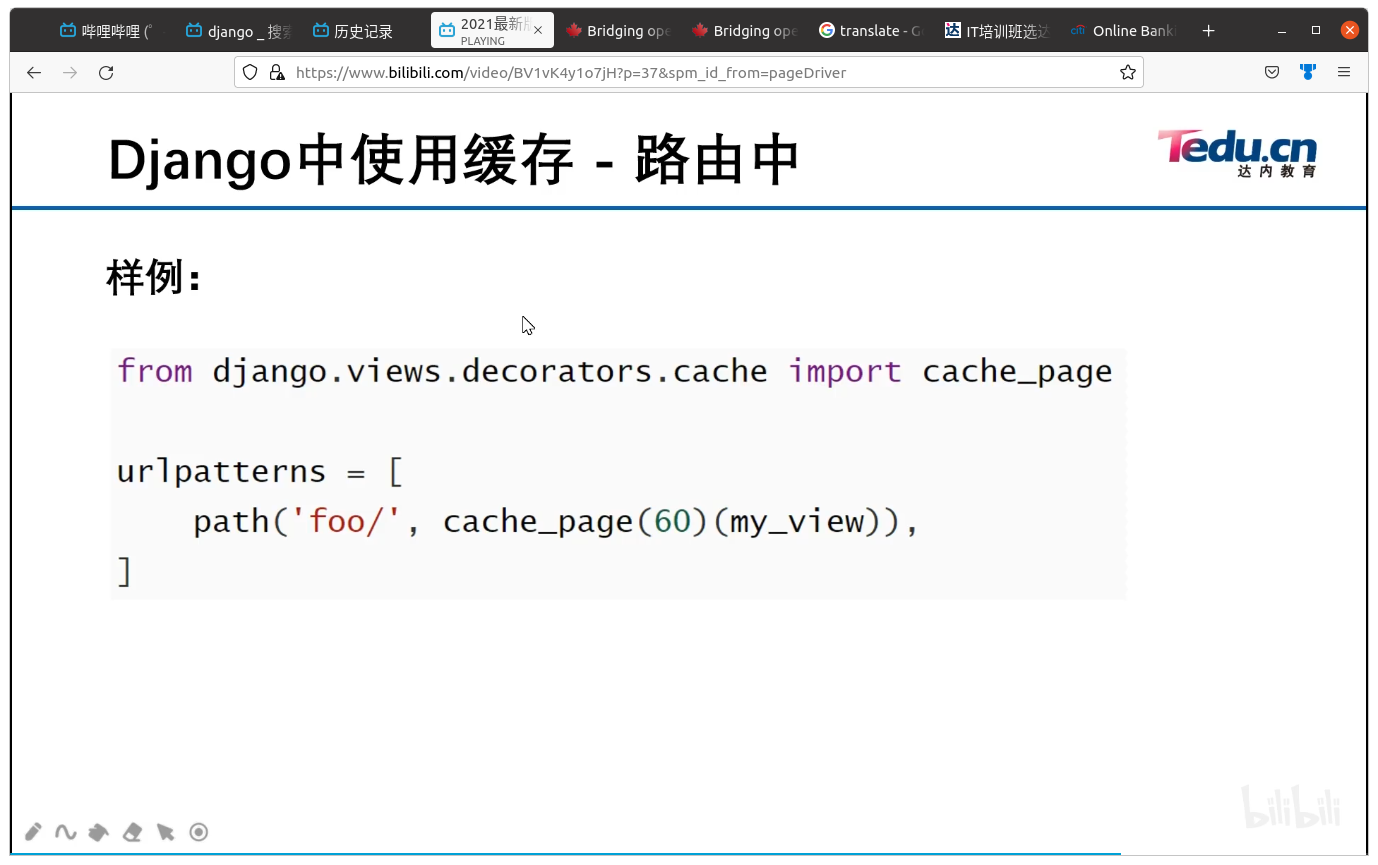 哔哩哔哩 (
django _ 搜索
历史记录
2021最新版
PLAYING
Bridging ope
Bridging ope
translate - G
IT培训班选达
Online Bank
https://www.bilibili.com/video/BV1vK4y1o7jH?p=37&spm_id_from=pageDriver
Django中使用缓存 - 路由中
Tedu.cn
达内教育
样例：
from django.views.decorators.cache import cache_page
urlpatterns = [
    path('foo/', cache_page(60)(my_view)),
]
bilibili